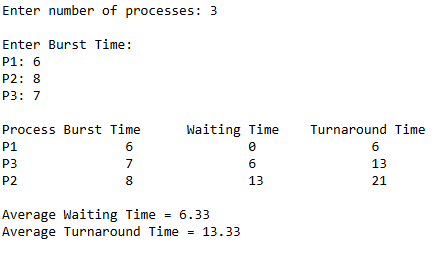 Enter number of processes: 3
Enter Burst Time:
P1: 6
P2: 8
P3: 7
Process Burst Time Waiting Time Turnaround Time
P1 6 0 6
P3 7 6 13
P2 8 13 21
Average Waiting Time = 6.33
Average Turnaround Time = 13.33